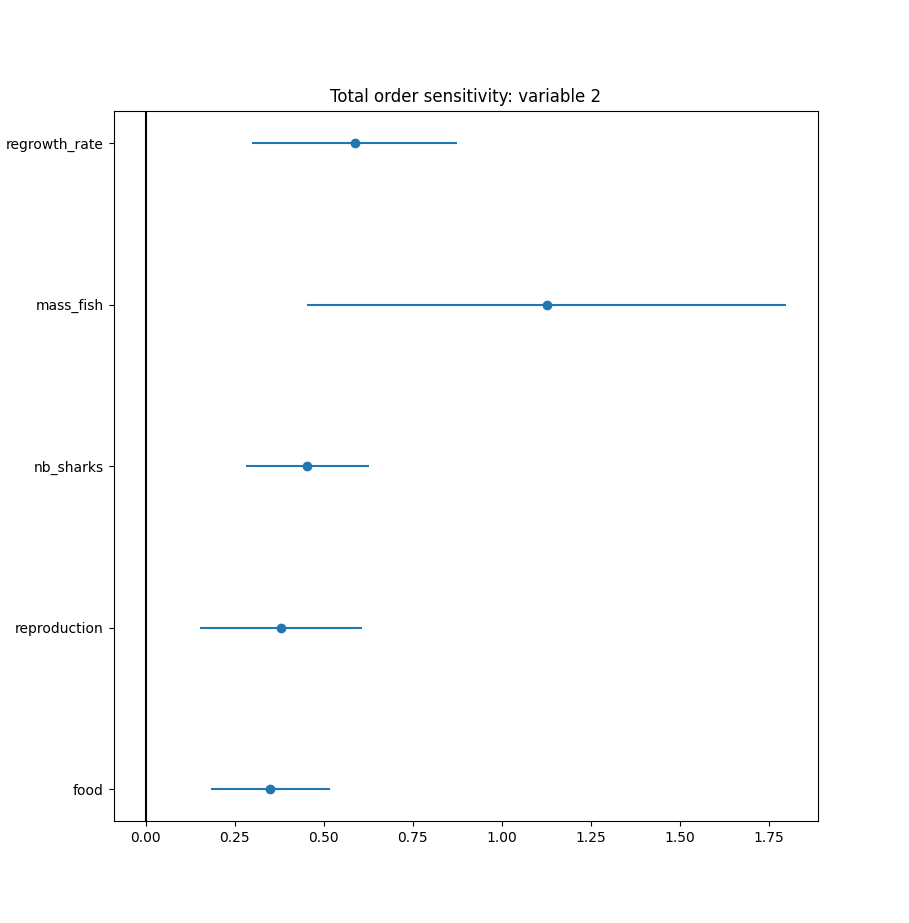 Total order sensitivity: variable 2
regrowth_rate
mass_fish
nb_sharks
reproduction
food
0.00 0.25 0.50 0.75 1.00 1.25 1.50 1.75